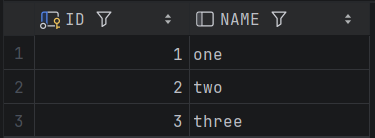 ID NAME
1 1 one
2 2 two
3 3 three